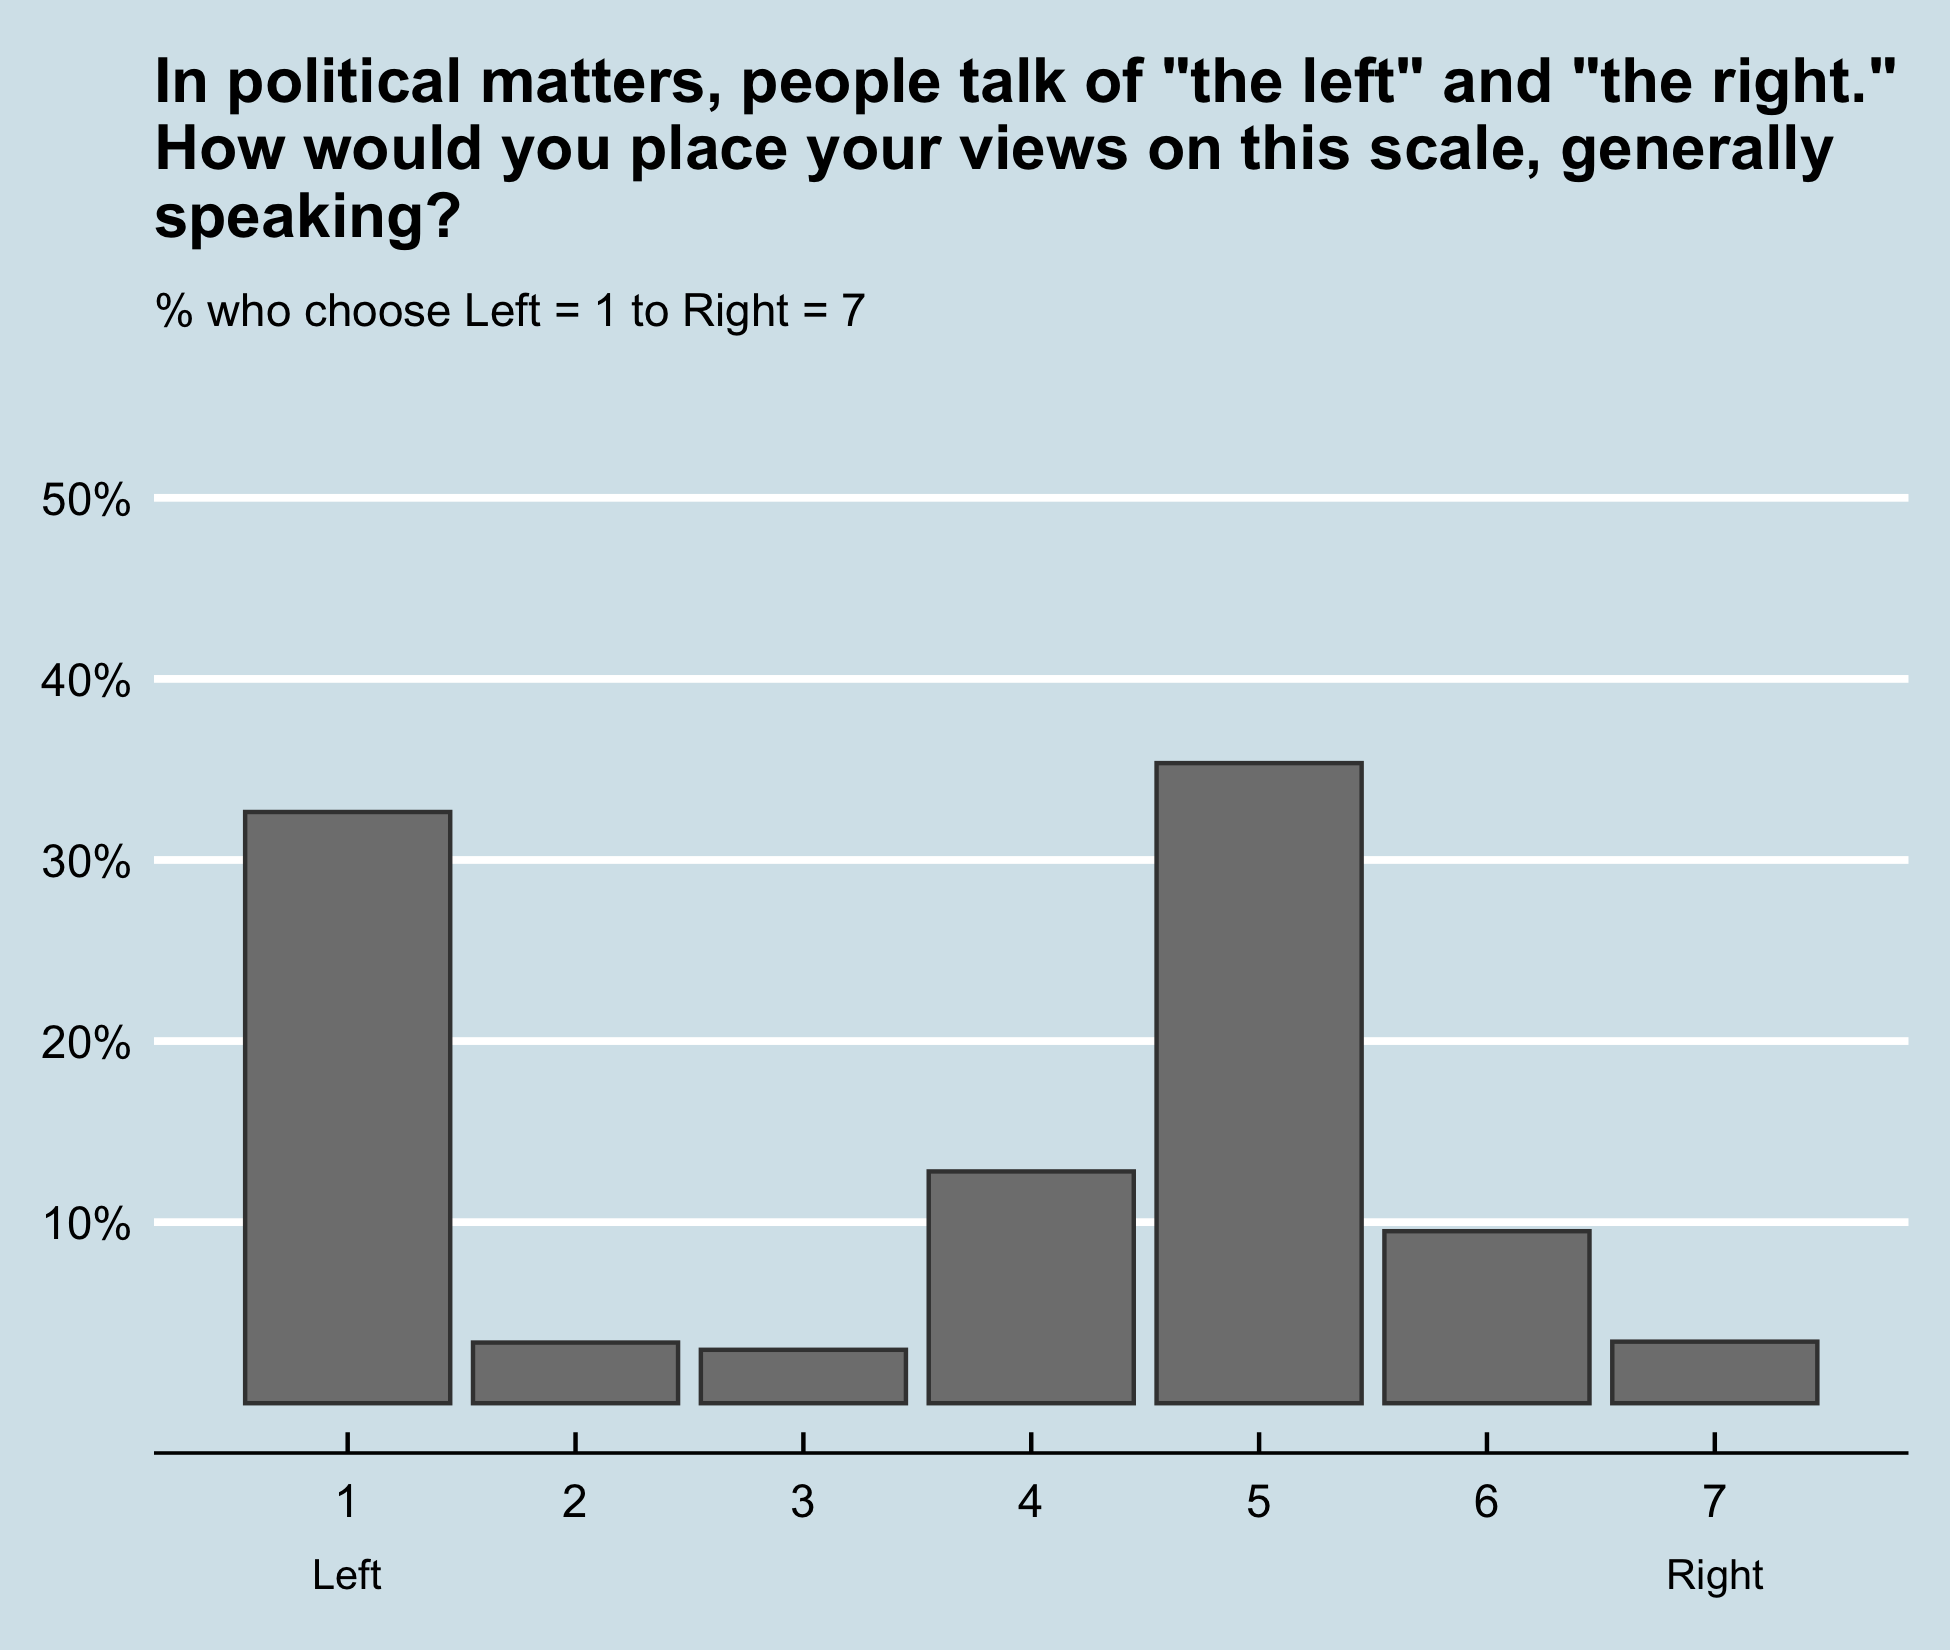 In political matters, people talk of "the left" and "the right."
How would you place your views on this scale, generally
speaking?
% who choose Left = 1 to Right = 7
50%
40%
30%
20%
10%
1 2 3 4 5 6 7
Left Right